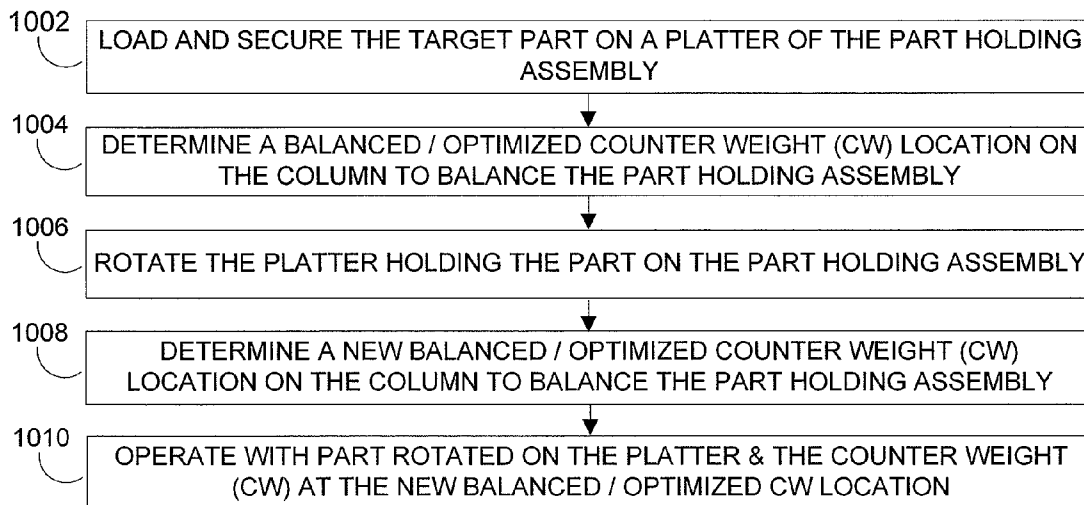 1002
LOAD AND SECURE THE TARGET PART ON A PLATTER OF THE PART HOLDING
ASSEMBLY
1004
DETERMINE A BALANCED / OPTIMIZED COUNTER WEIGHT (CW) LOCATION ON
THE COLUMN TO BALANCE THE PART HOLDING ASSEMBLY
1006
ROTATE THE PLATTER HOLDING THE PART ON THE PART HOLDING ASSEMBLY
1008
DETERMINE A NEW BALANCED / OPTIMIZED COUNTER WEIGHT (CW)
LOCATION ON THE COLUMN TO BALANCE THE PART HOLDING ASSEMBLY
1010
OPERATE WITH PART ROTATED ON THE PLATTER & THE COUNTER WEIGHT
(CW) AT THE NEW BALANCED / OPTIMIZED CW LOCATION